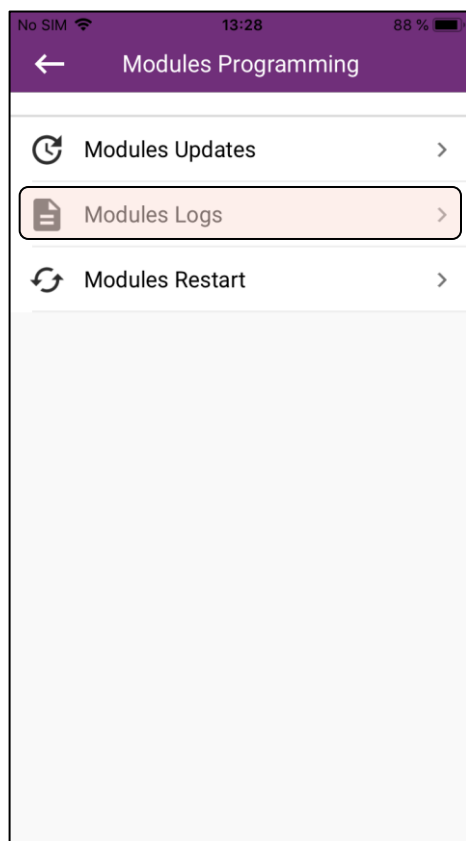 No SIM 13:28 88 %
Modules Programming
Modules Updates
Modules Logs
Modules Restart